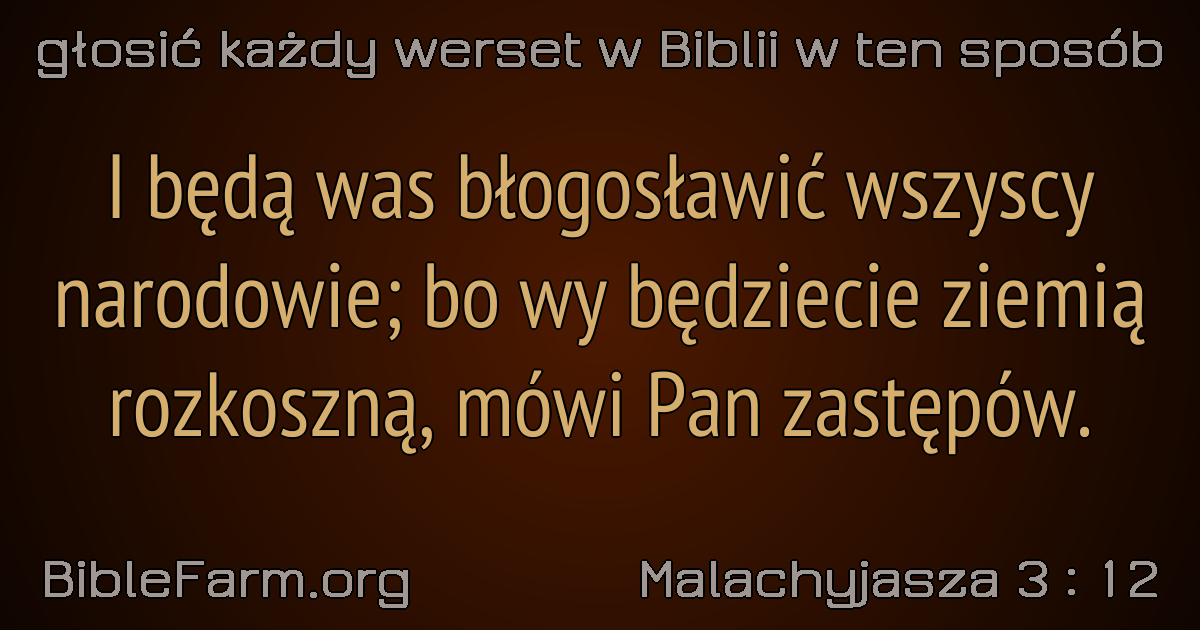 głosić każdy werset w Biblii w ten sposób
I będą was błogosławić wszyscy
narodowie; bo wy będziecie ziemią
rozkoszną, mówi Pan zastępów.
BibleFarm.org
Malachyjasza 3 : 12